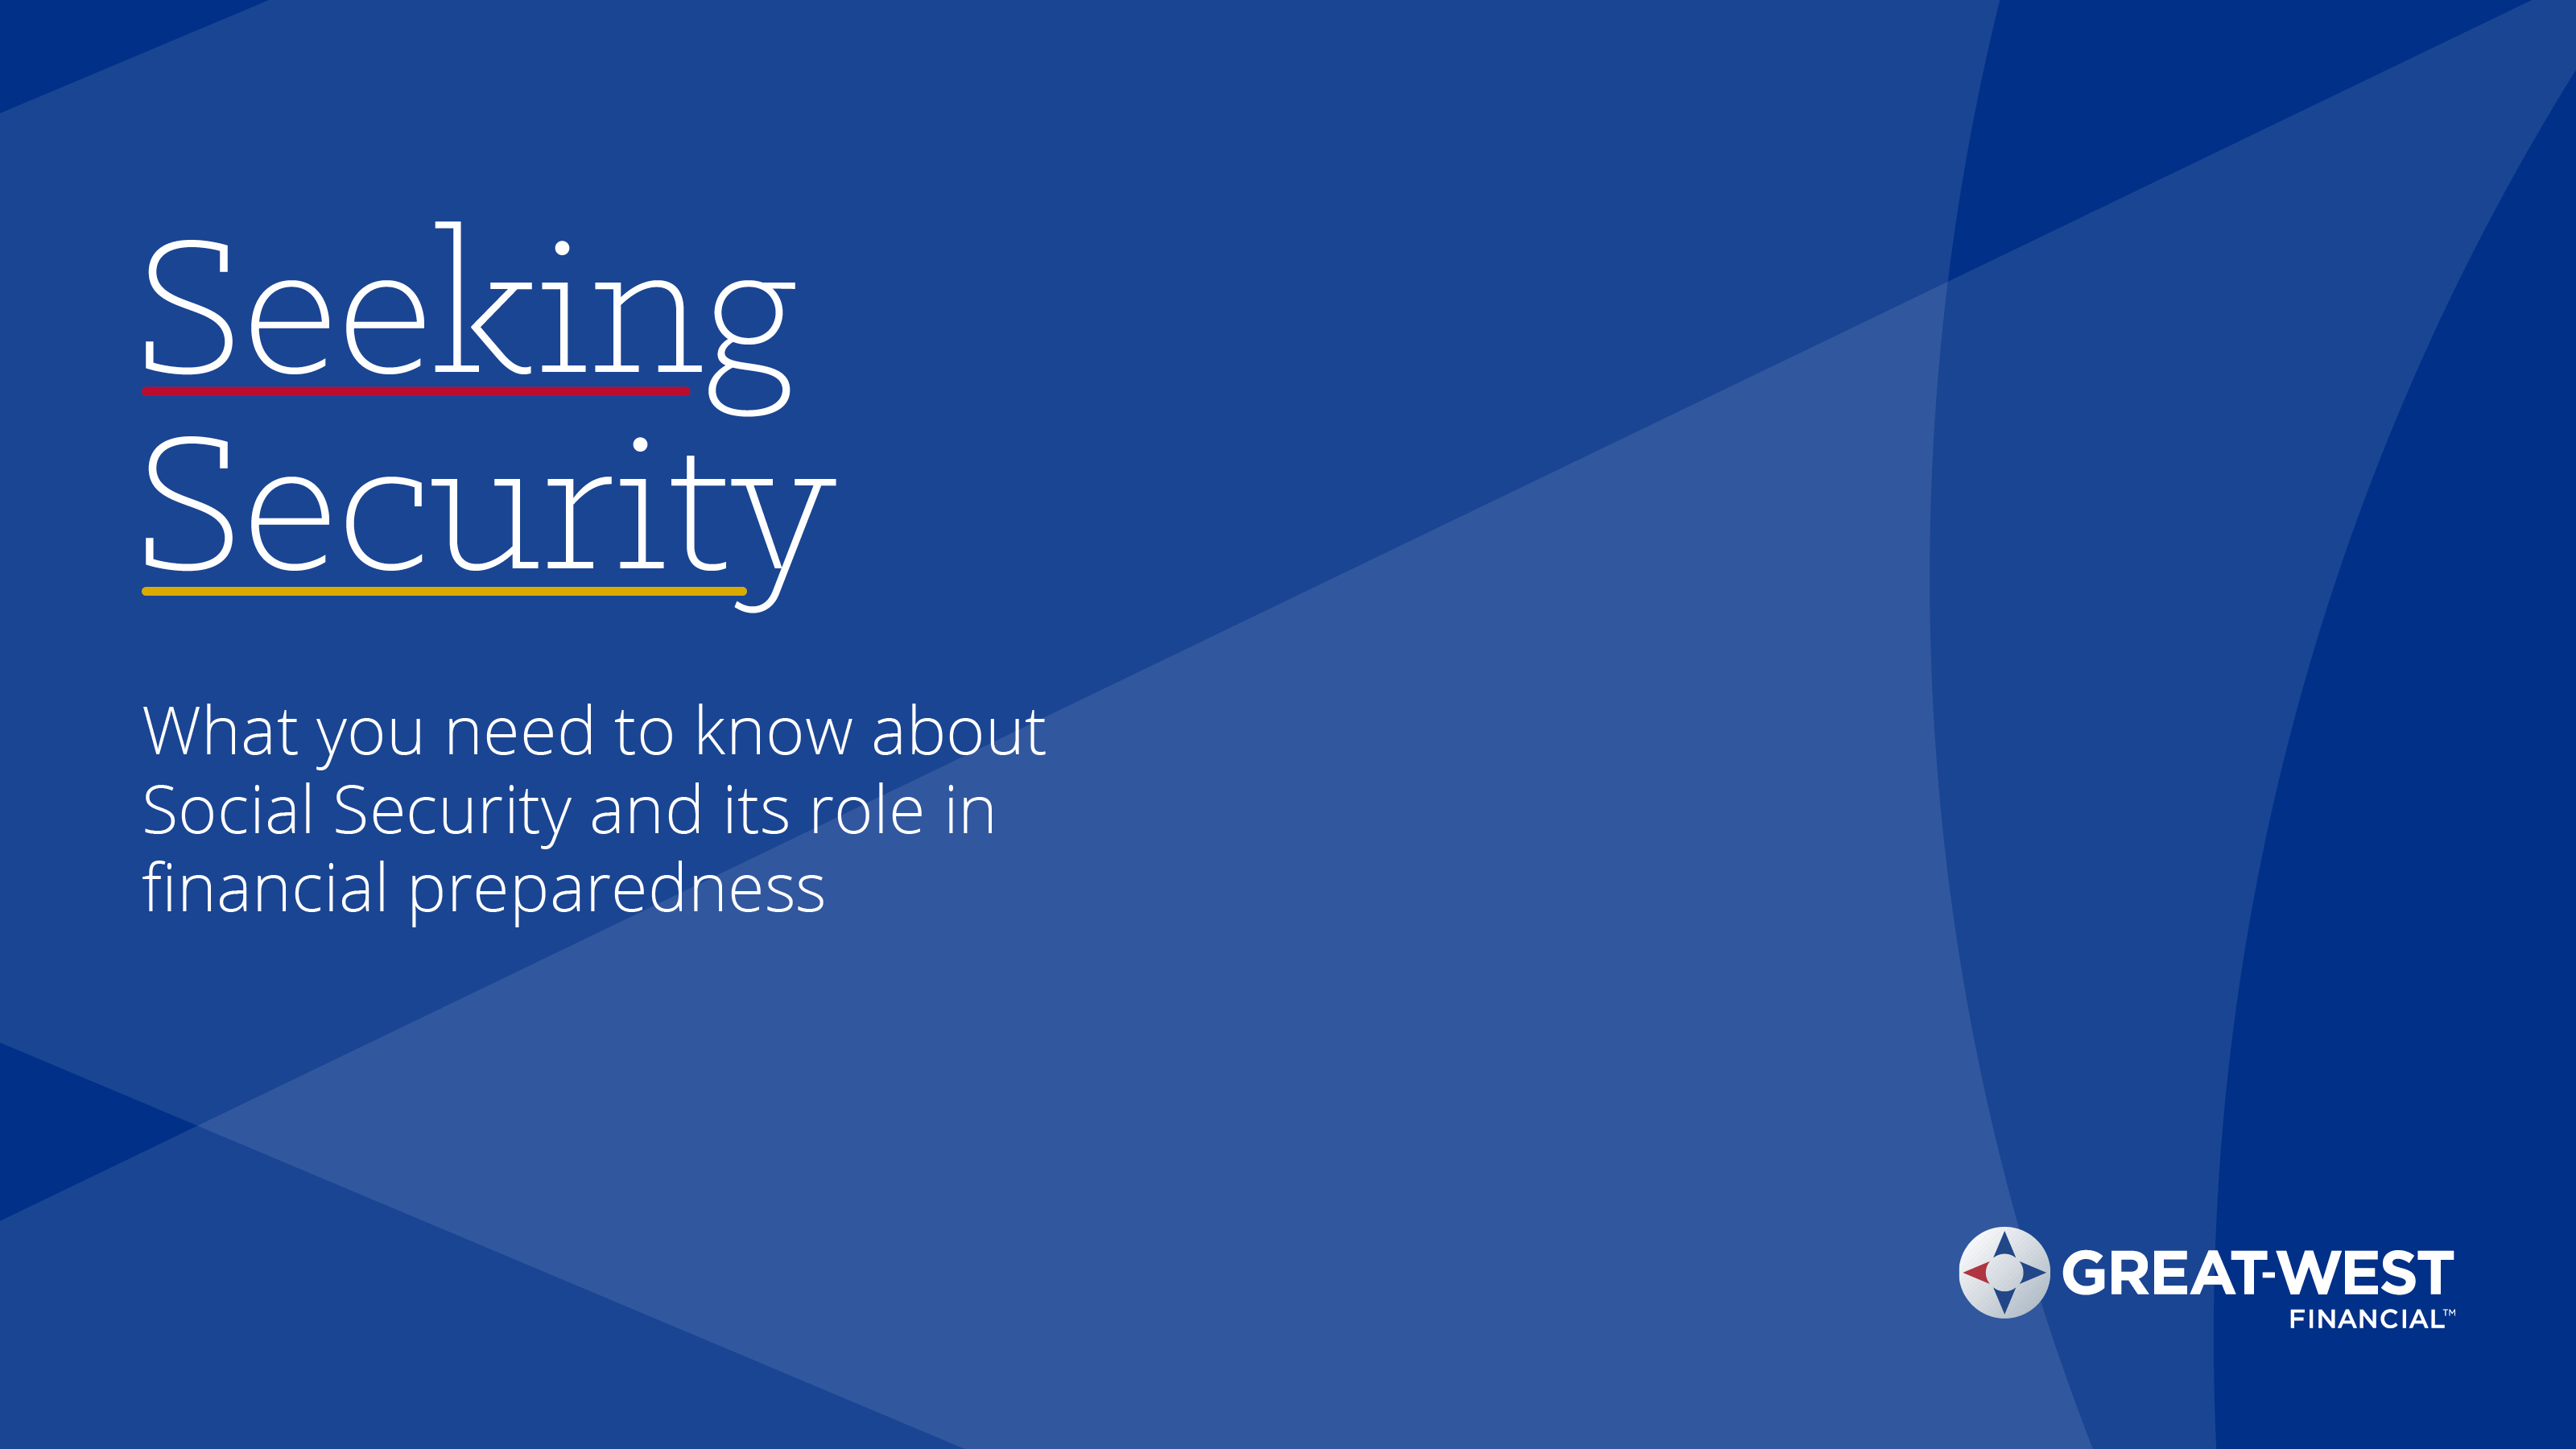 Seeking
Security
What you need to know about
Social Security and its role in
financial preparedness
GREAT-WEST
FINANCIAL™